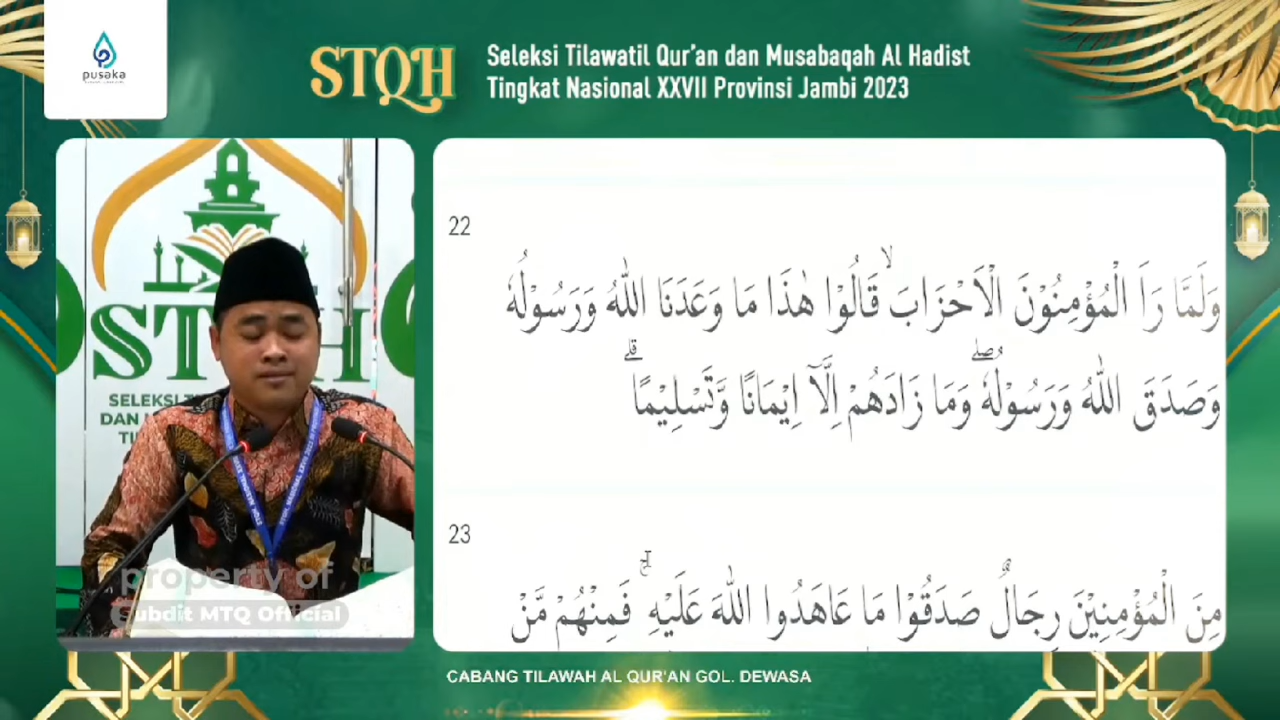 pusaka
STQH
Seleksi Tilawatil Qur'an dan Musabaqah Al Hadist
Tingkat Nasional XXVII Provinsi Jambi 2023
STQH
SELEKSI
DAN
22
وَلَمَّا رَاَ الْمُؤْمِنُوْنَ الْاَحْزَابَۙ قَالُوْا هٰذَا مَا وَعَدَنَا اللّٰهُ وَرَسُوْلُهٗ
وَصَدَقَ اللّٰهُ وَرَسُوْلُهٗۖ وَمَا زَادَهُمْ اِلَّآ اِيْمَانًا وَّتَسْلِيْمًاۗ
23
مِنَ الْمُؤْمِنِيْنَ رِجَالٌ صَدَقُوْا مَا عَاهَدُوا اللّٰهَ عَلَيْهِۚ فَمِنْهُمْ مَّنْ
property of
Subdit MTQ Official
CABANG TILAWAH AL QUR'AN GOL. DEWASA